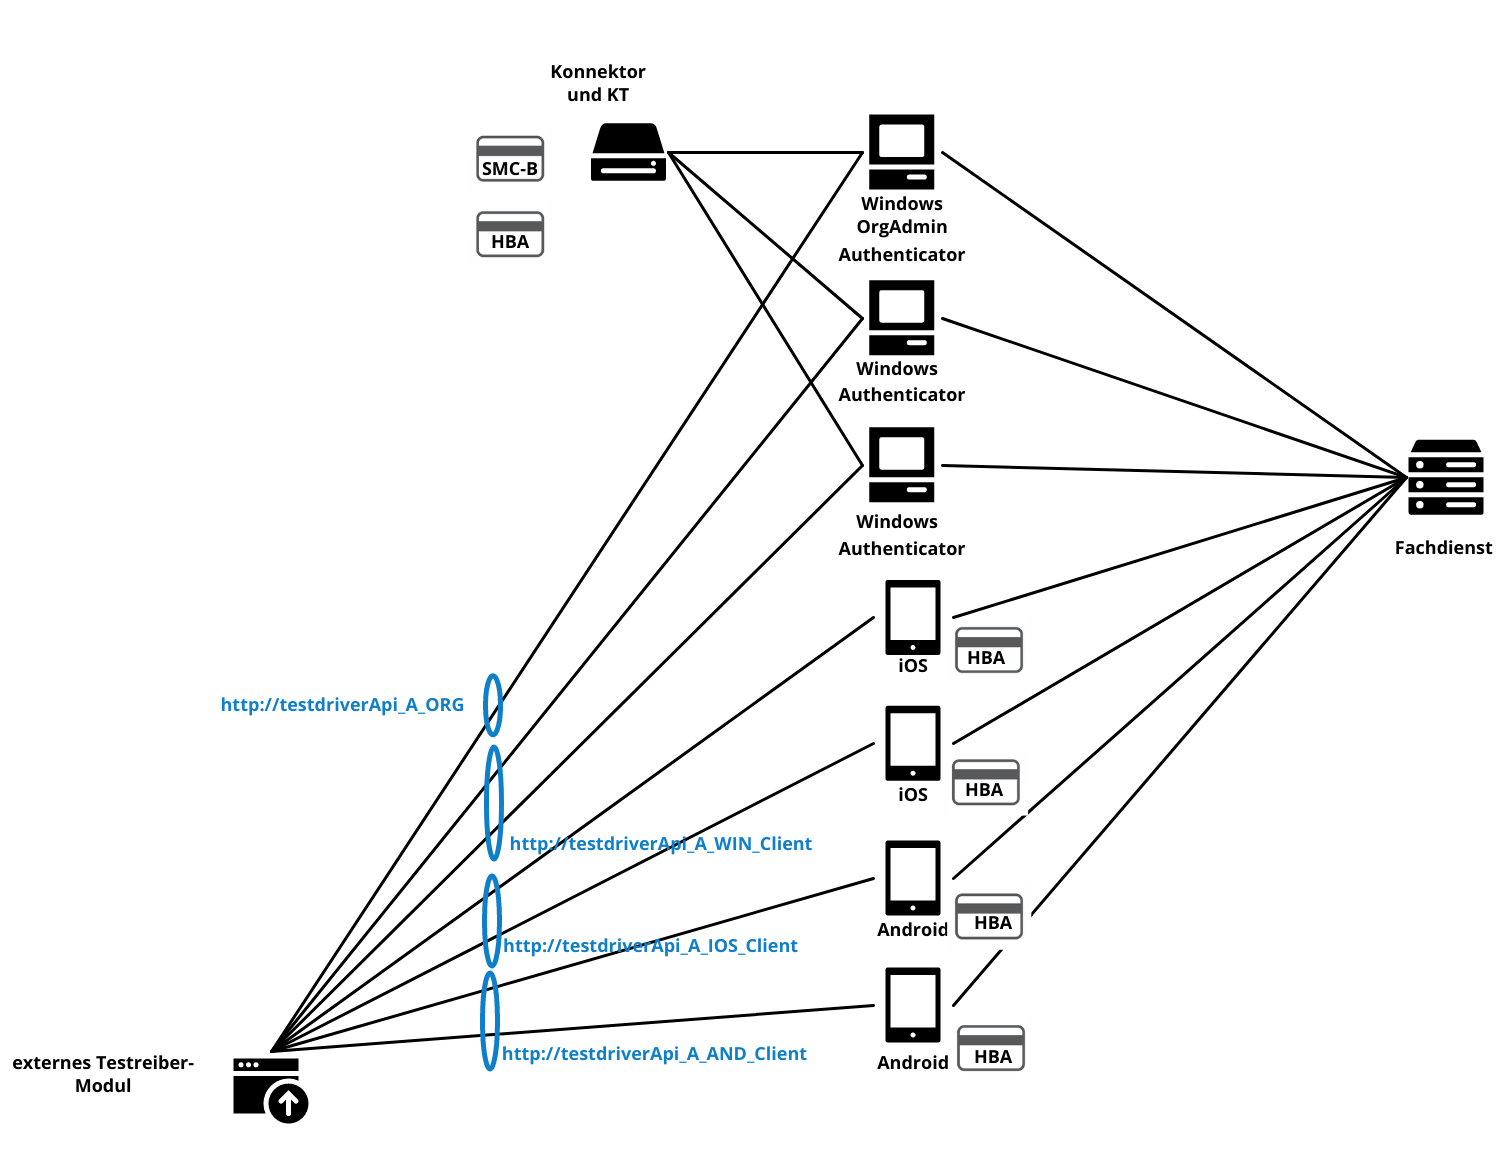 Konnektor
und KT
SMC-B
HBA
Windows
OrgAdmin
Authenticator
Windows
Authenticator
Windows
Authenticator
Fachdienst
iOS
HBA
http://testdriverApi_A_ORG
iOS
HBA
http://testdriverApi_A_WIN_Client
Android
HBA
http://testdriverApi_A_IOS_Client
http://testdriverApi_A_AND_Client
Android
HBA
externes Testreiber-
Modul